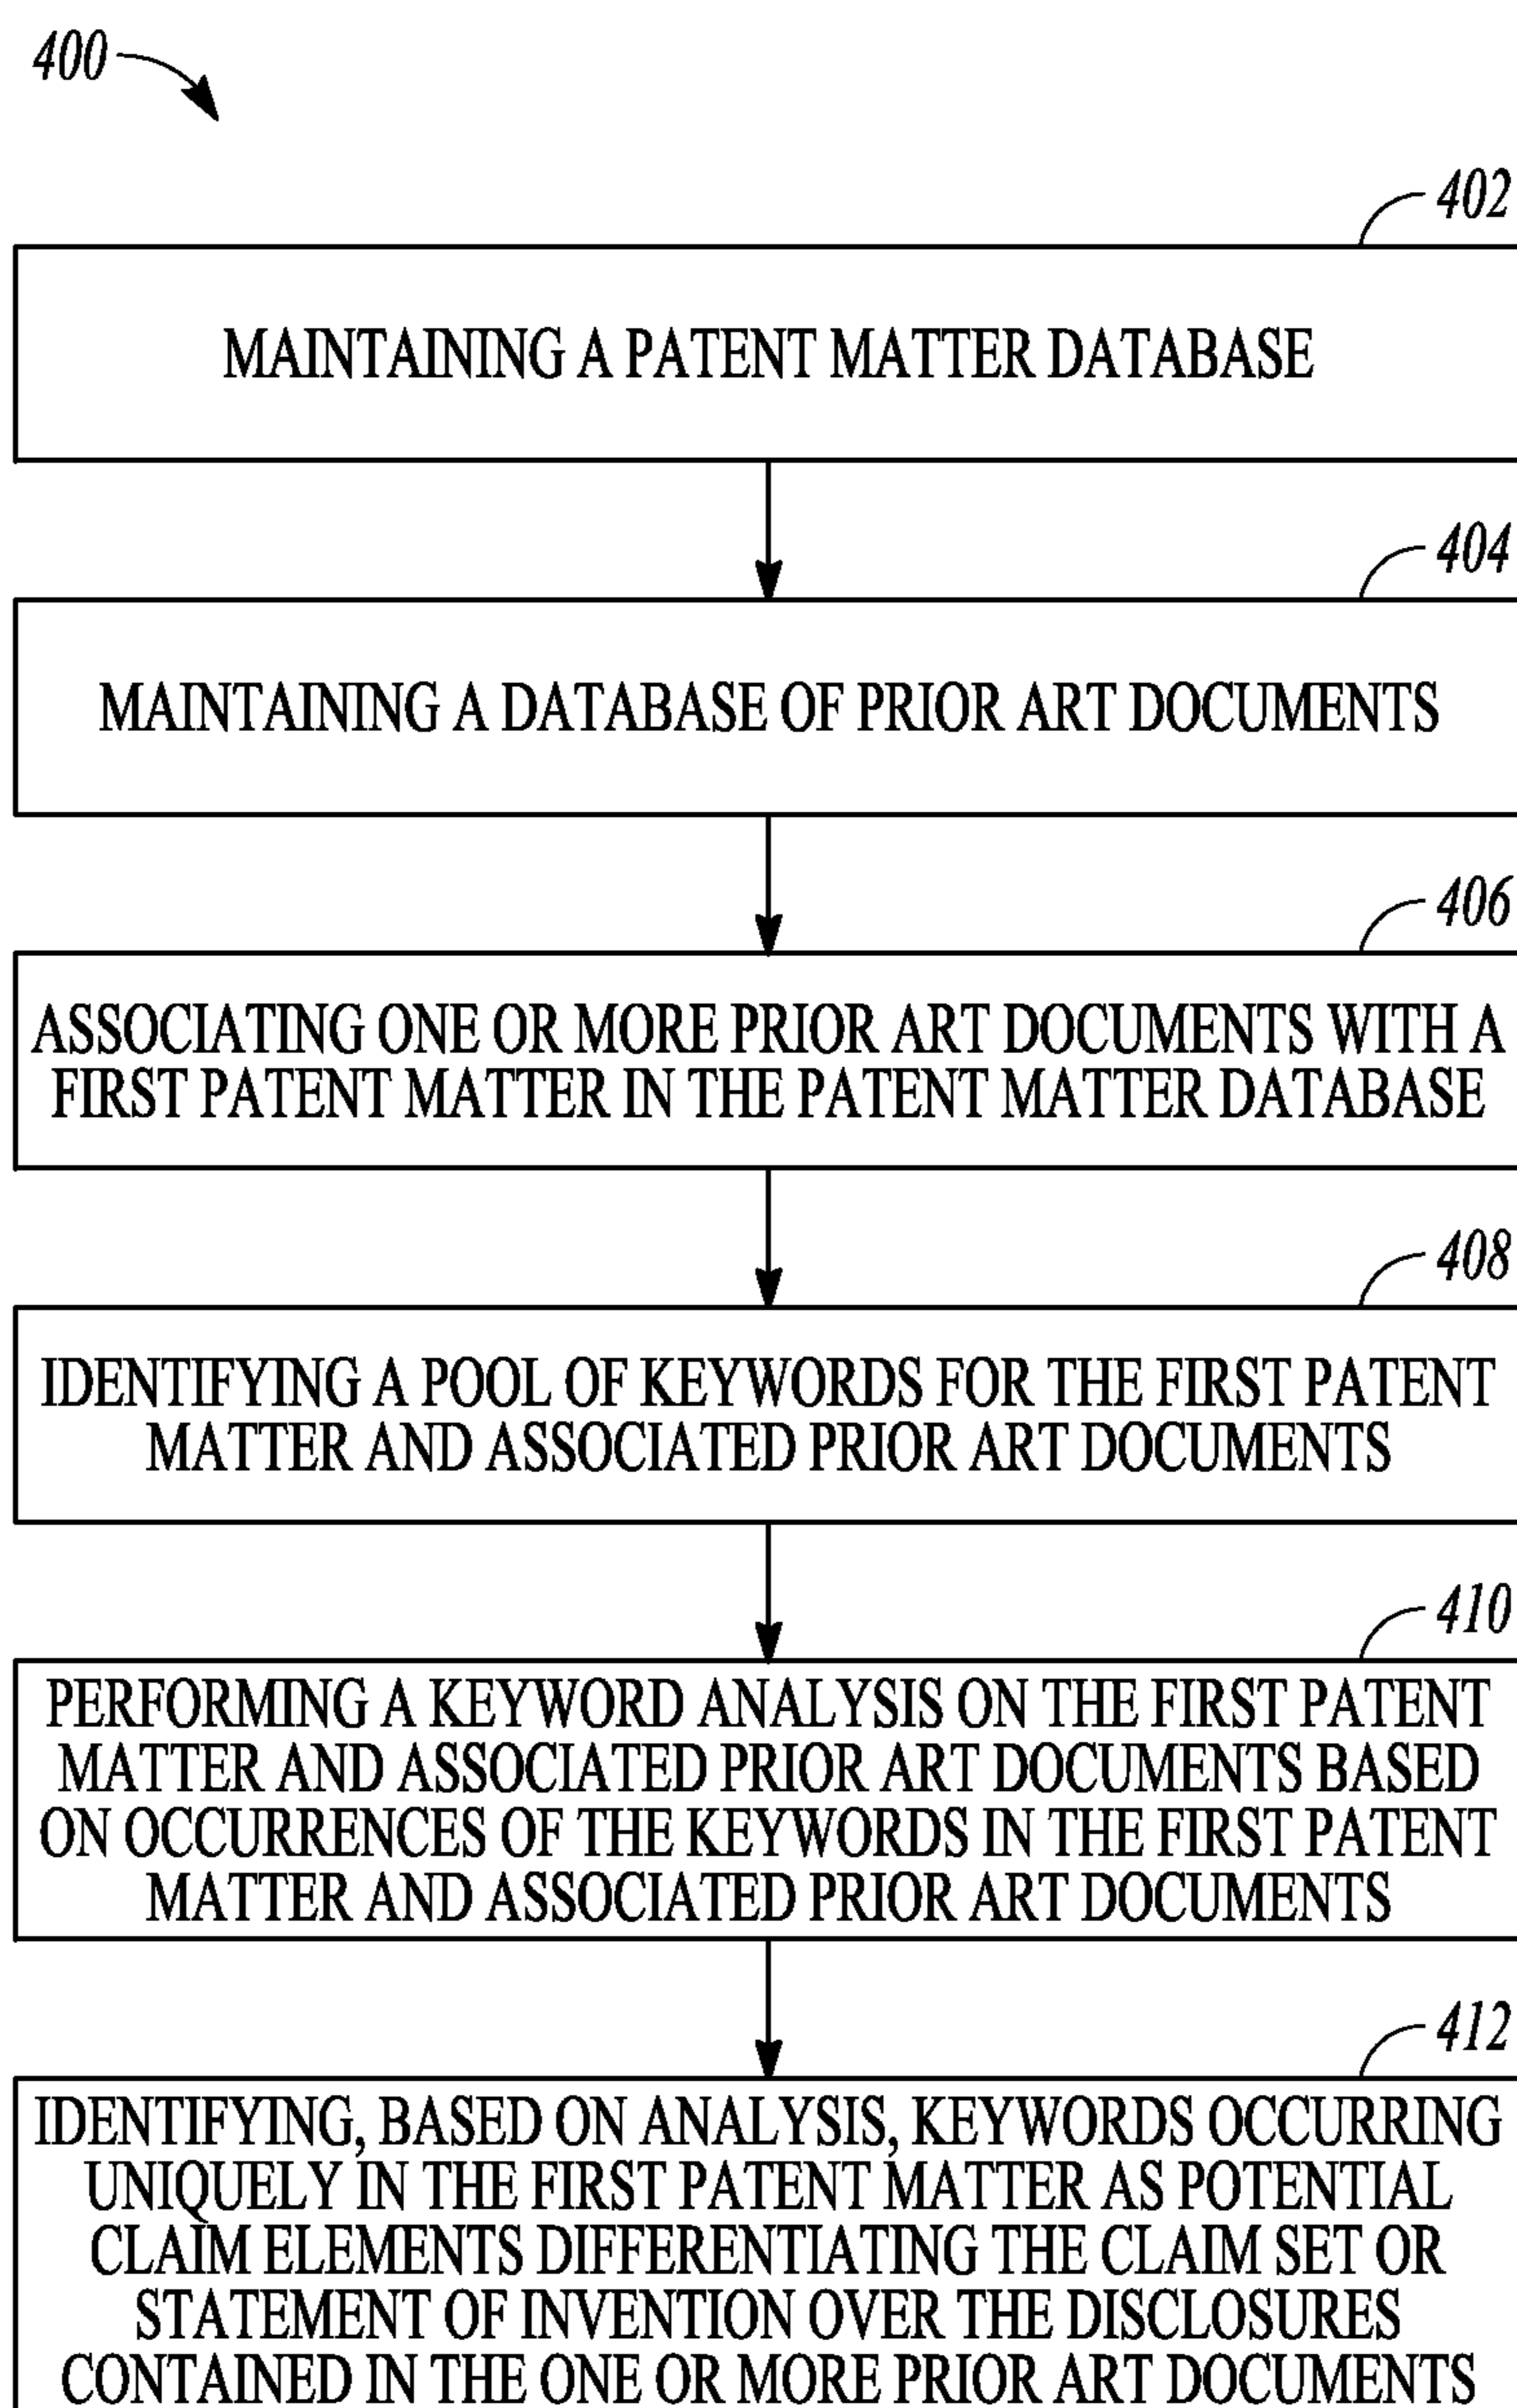 400
402
MAINTAINING A PATENT MATTER DATABASE
404
MAINTAINING A DATABASE OF PRIOR ART DOCUMENTS
406
ASSOCIATING ONE OR MORE PRIOR ART DOCUMENTS WITH A
FIRST PATENT MATTER IN THE PATENT MATTER DATABASE
408
IDENTIFYING A POOL OF KEYWORDS FOR THE FIRST PATENT
MATTER AND ASSOCIATED PRIOR ART DOCUMENTS
410
PERFORMING A KEYWORD ANALYSIS ON THE FIRST PATENT
MATTER AND ASSOCIATED PRIOR ART DOCUMENTS BASED
ON OCCURRENCES OF THE KEYWORDS IN THE FIRST PATENT
MATTER AND ASSOCIATED PRIOR ART DOCUMENTS
412
IDENTIFYING, BASED ON ANALYSIS, KEYWORDS OCCURRING
UNIQUELY IN THE FIRST PATENT MATTER AS POTENTIAL
CLAIM ELEMENTS DIFFERENTIATING THE CLAIM SET OR
STATEMENT OF INVENTION OVER THE DISCLOSURES
CONTAINED IN THE ONE OR MORE PRIOR ART DOCUMENTS